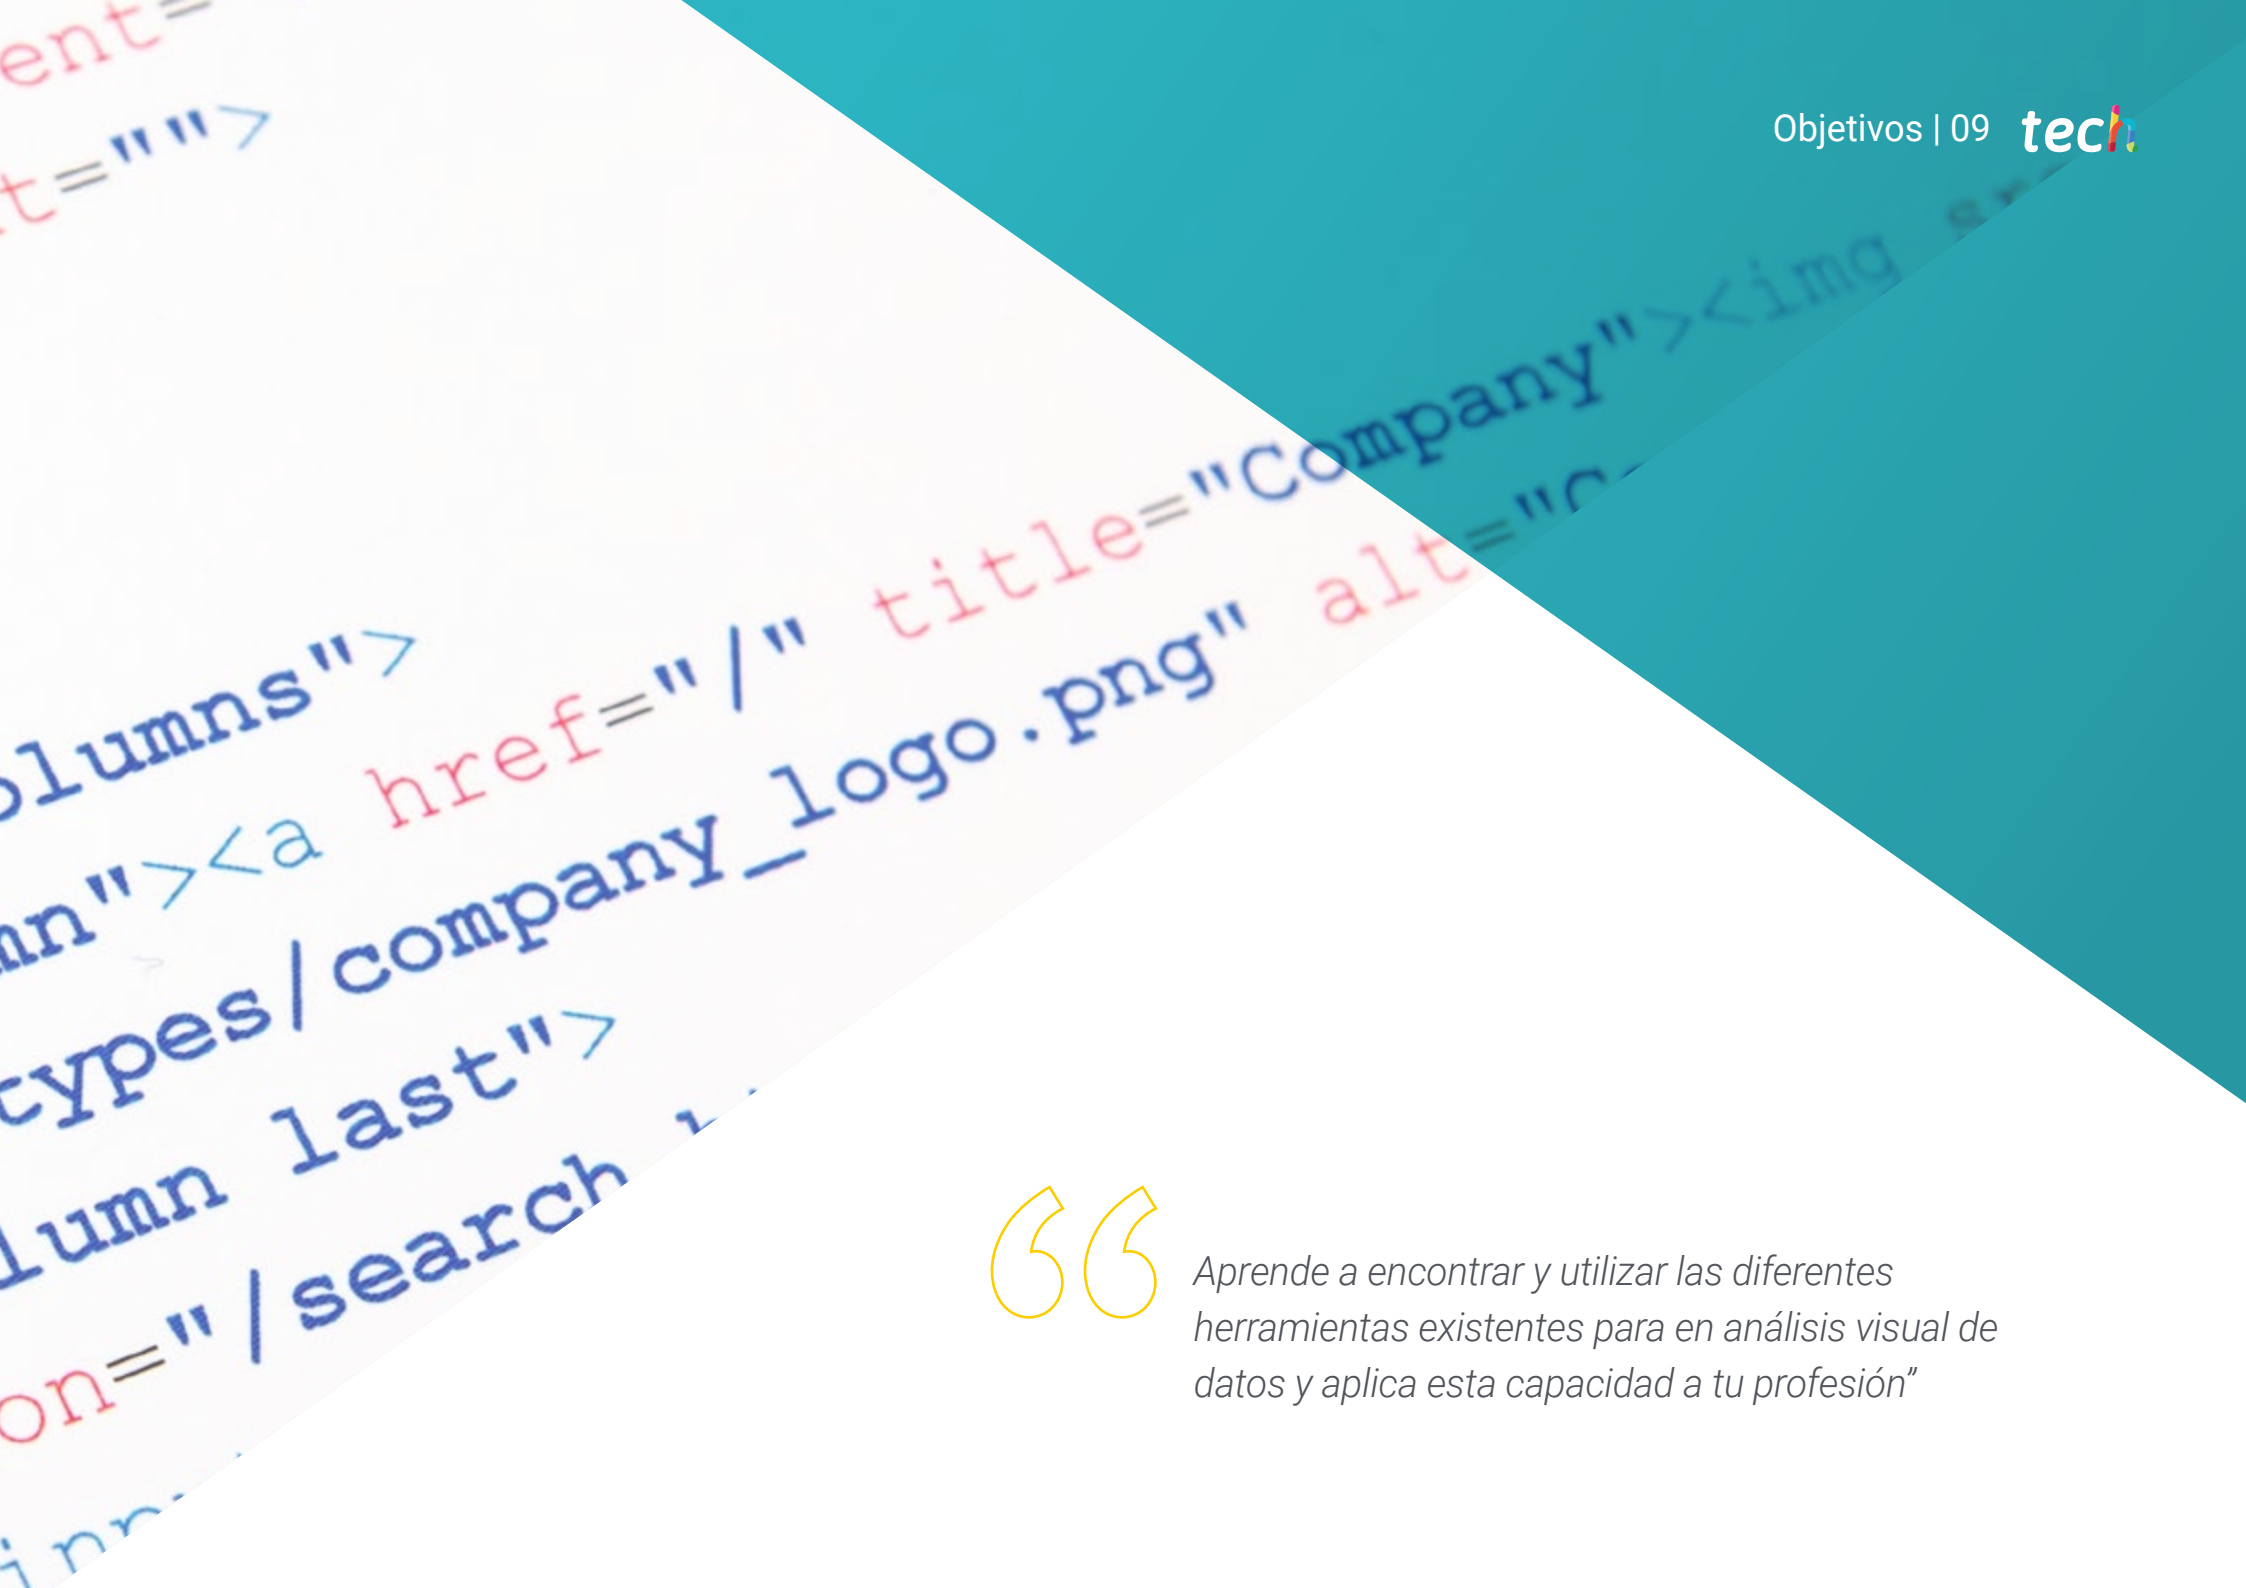 Objetivos | 09 tech
ent=
t="">
title="Company"><img
olumns">
href="/"
alt="C
mn"><a
types/company_logo.png"
lumn last">
on="/search
“Aprende a encontrar y utilizar las diferentes
herramientas existentes para en análisis visual de
datos y aplica esta capacidad a tu profesión”